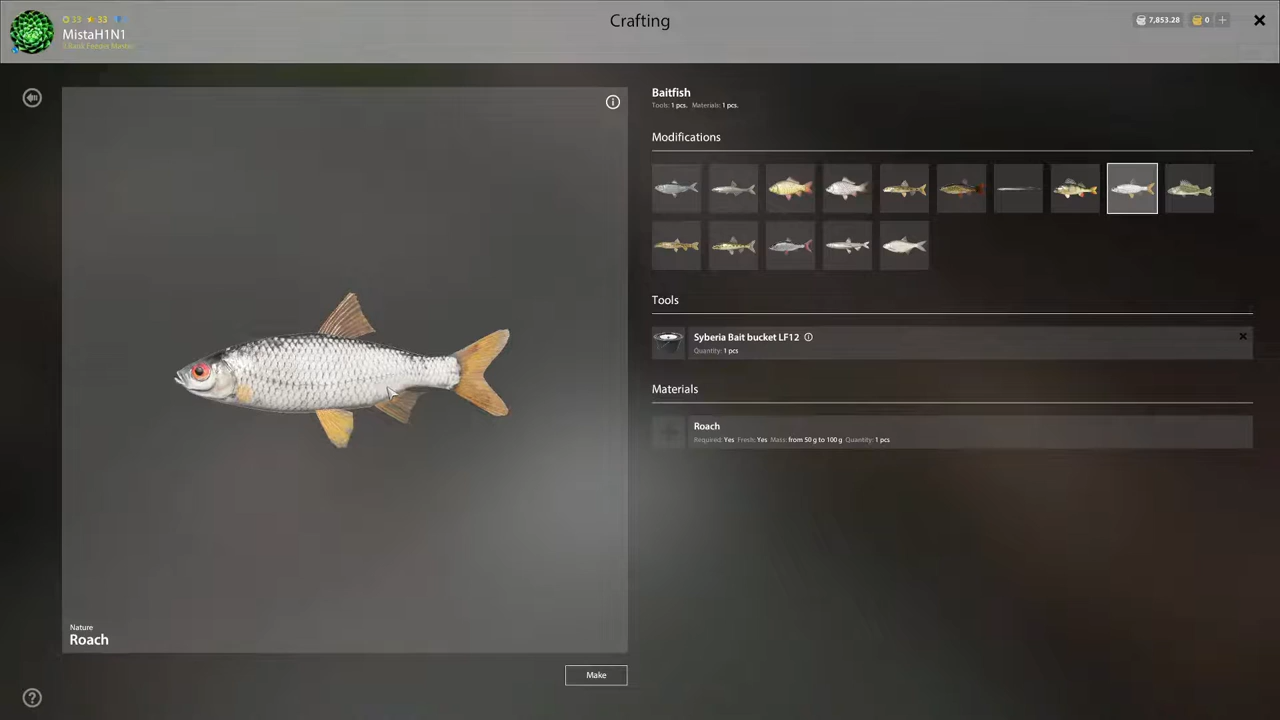 Crafting
33 33
MistaH1N1
7,853.28 0
Baitfish
Tools: 1 pcs. Materials: 1 pcs.
Modifications
Tools
Syberia Bait bucket LF12
Quantity: 1 pcs
Materials
Roach
Required: Yes Fresh: Yes Mass: from 50 g to 100 g Quantity: 1 pcs
Nature
Roach
Make